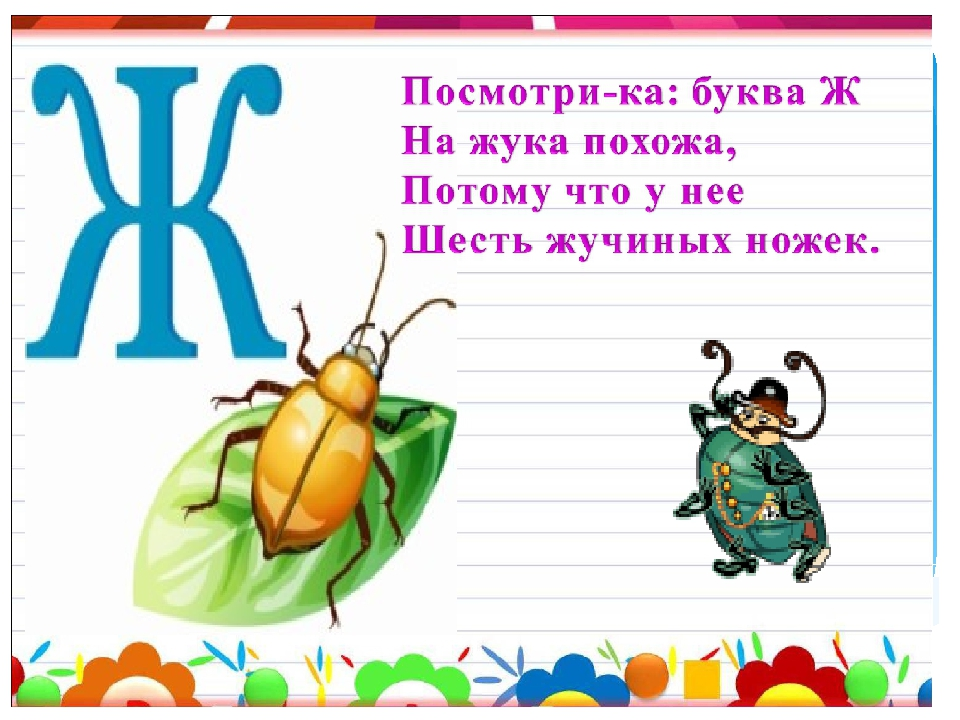 Ж
Посмотри-ка: буква Ж
На жука похожа,
Потому что у нее
Шесть жучиных ножек.